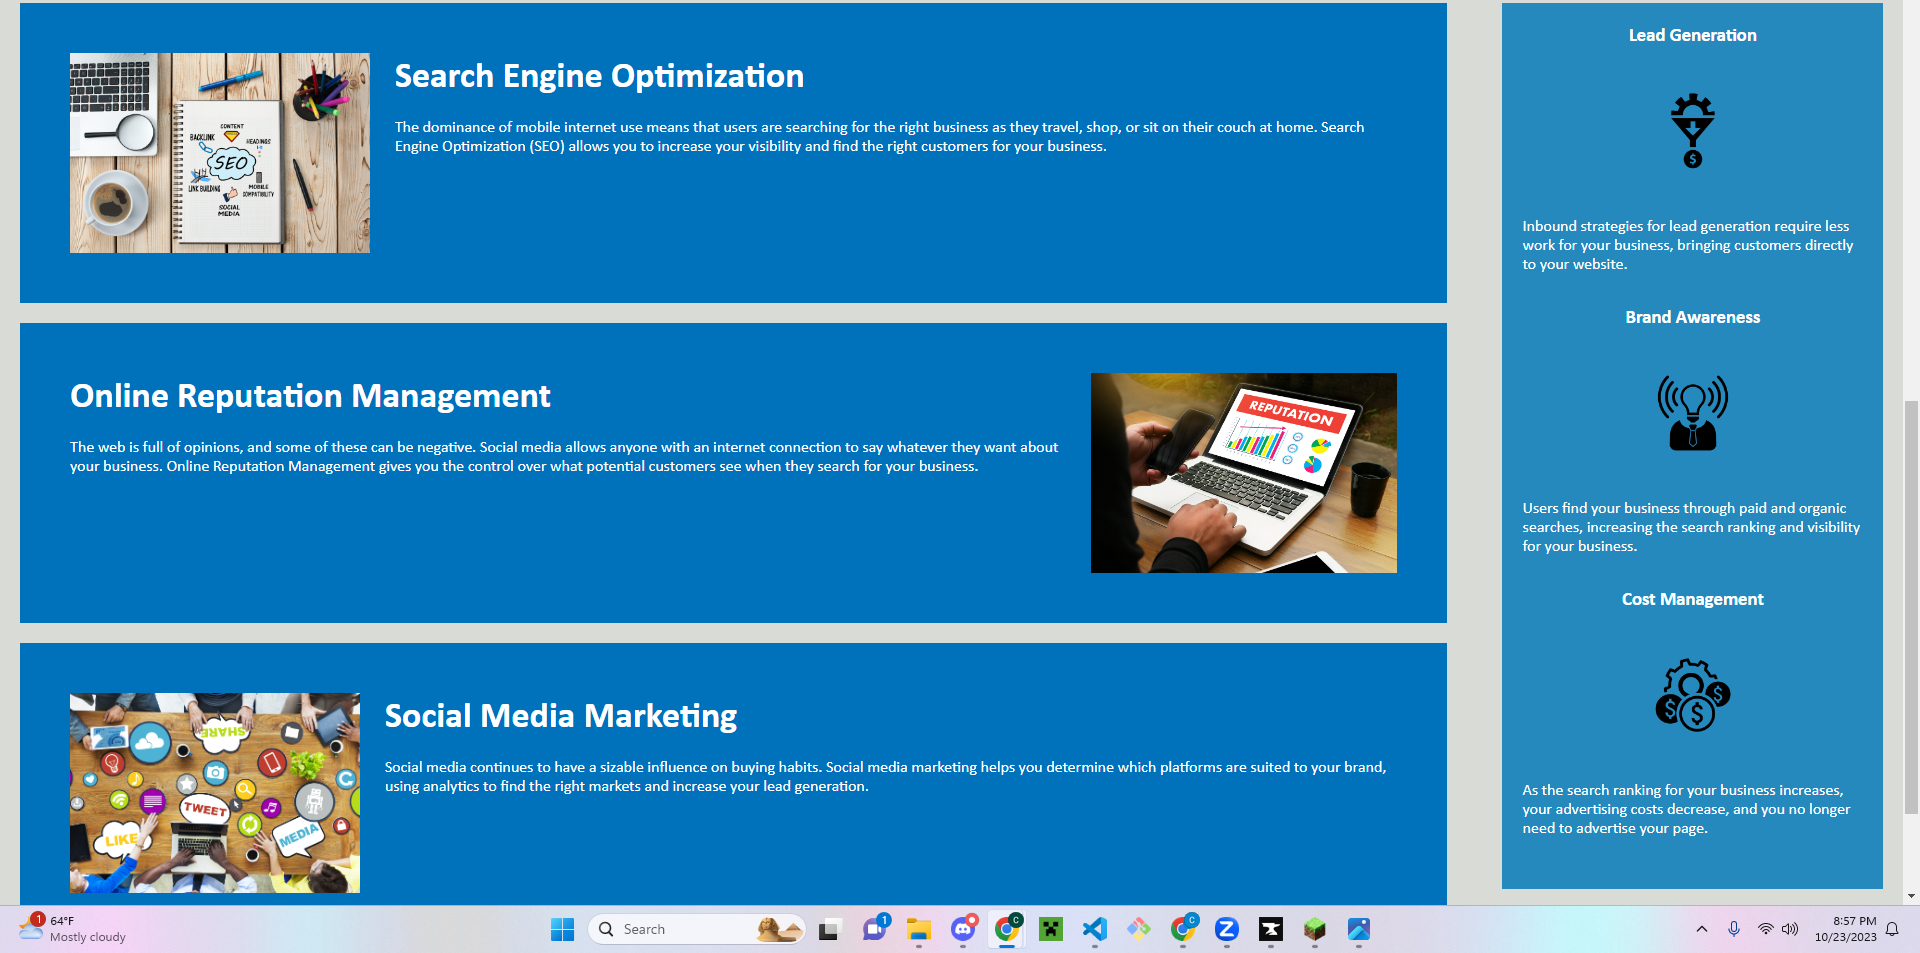 Search Engine Optimization
The dominance of mobile internet use means that users are searching for the right business as they travel, shop, or sit on their couch at home. Search
Engine Optimization (SEO) allows you to increase your visibility and find the right customers for your business.
CONTENT
BACKLINK
HEADINGS
SEO
LINK BUILDING
MOBILE
COMPATIBILITY
SOCIAL
MEDIA
Online Reputation Management
The web is full of opinions, and some of these can be negative. Social media allows anyone with an internet connection to say whatever they want about
your business. Online Reputation Management gives you the control over what potential customers see when they search for your business.
REPUTATION
Social Media Marketing
Social media continues to have a sizable influence on buying habits. Social media marketing helps you determine which platforms are suited to your brand,
using analytics to find the right markets and increase your lead generation.
SHARE
TWEET
LIKE
MEDIA
Lead Generation
$
Inbound strategies for lead generation require less
work for your business, bringing customers directly
to your website.
Brand Awareness
Users find your business through paid and organic
searches, increasing the search ranking and visibility
for your business.
Cost Management
$
$
$
As the search ranking for your business increases,
your advertising costs decrease, and you no longer
need to advertise your page.
1
64°F
Mostly cloudy
Search
1
C
C
Z
8:57 PM
10/23/2023